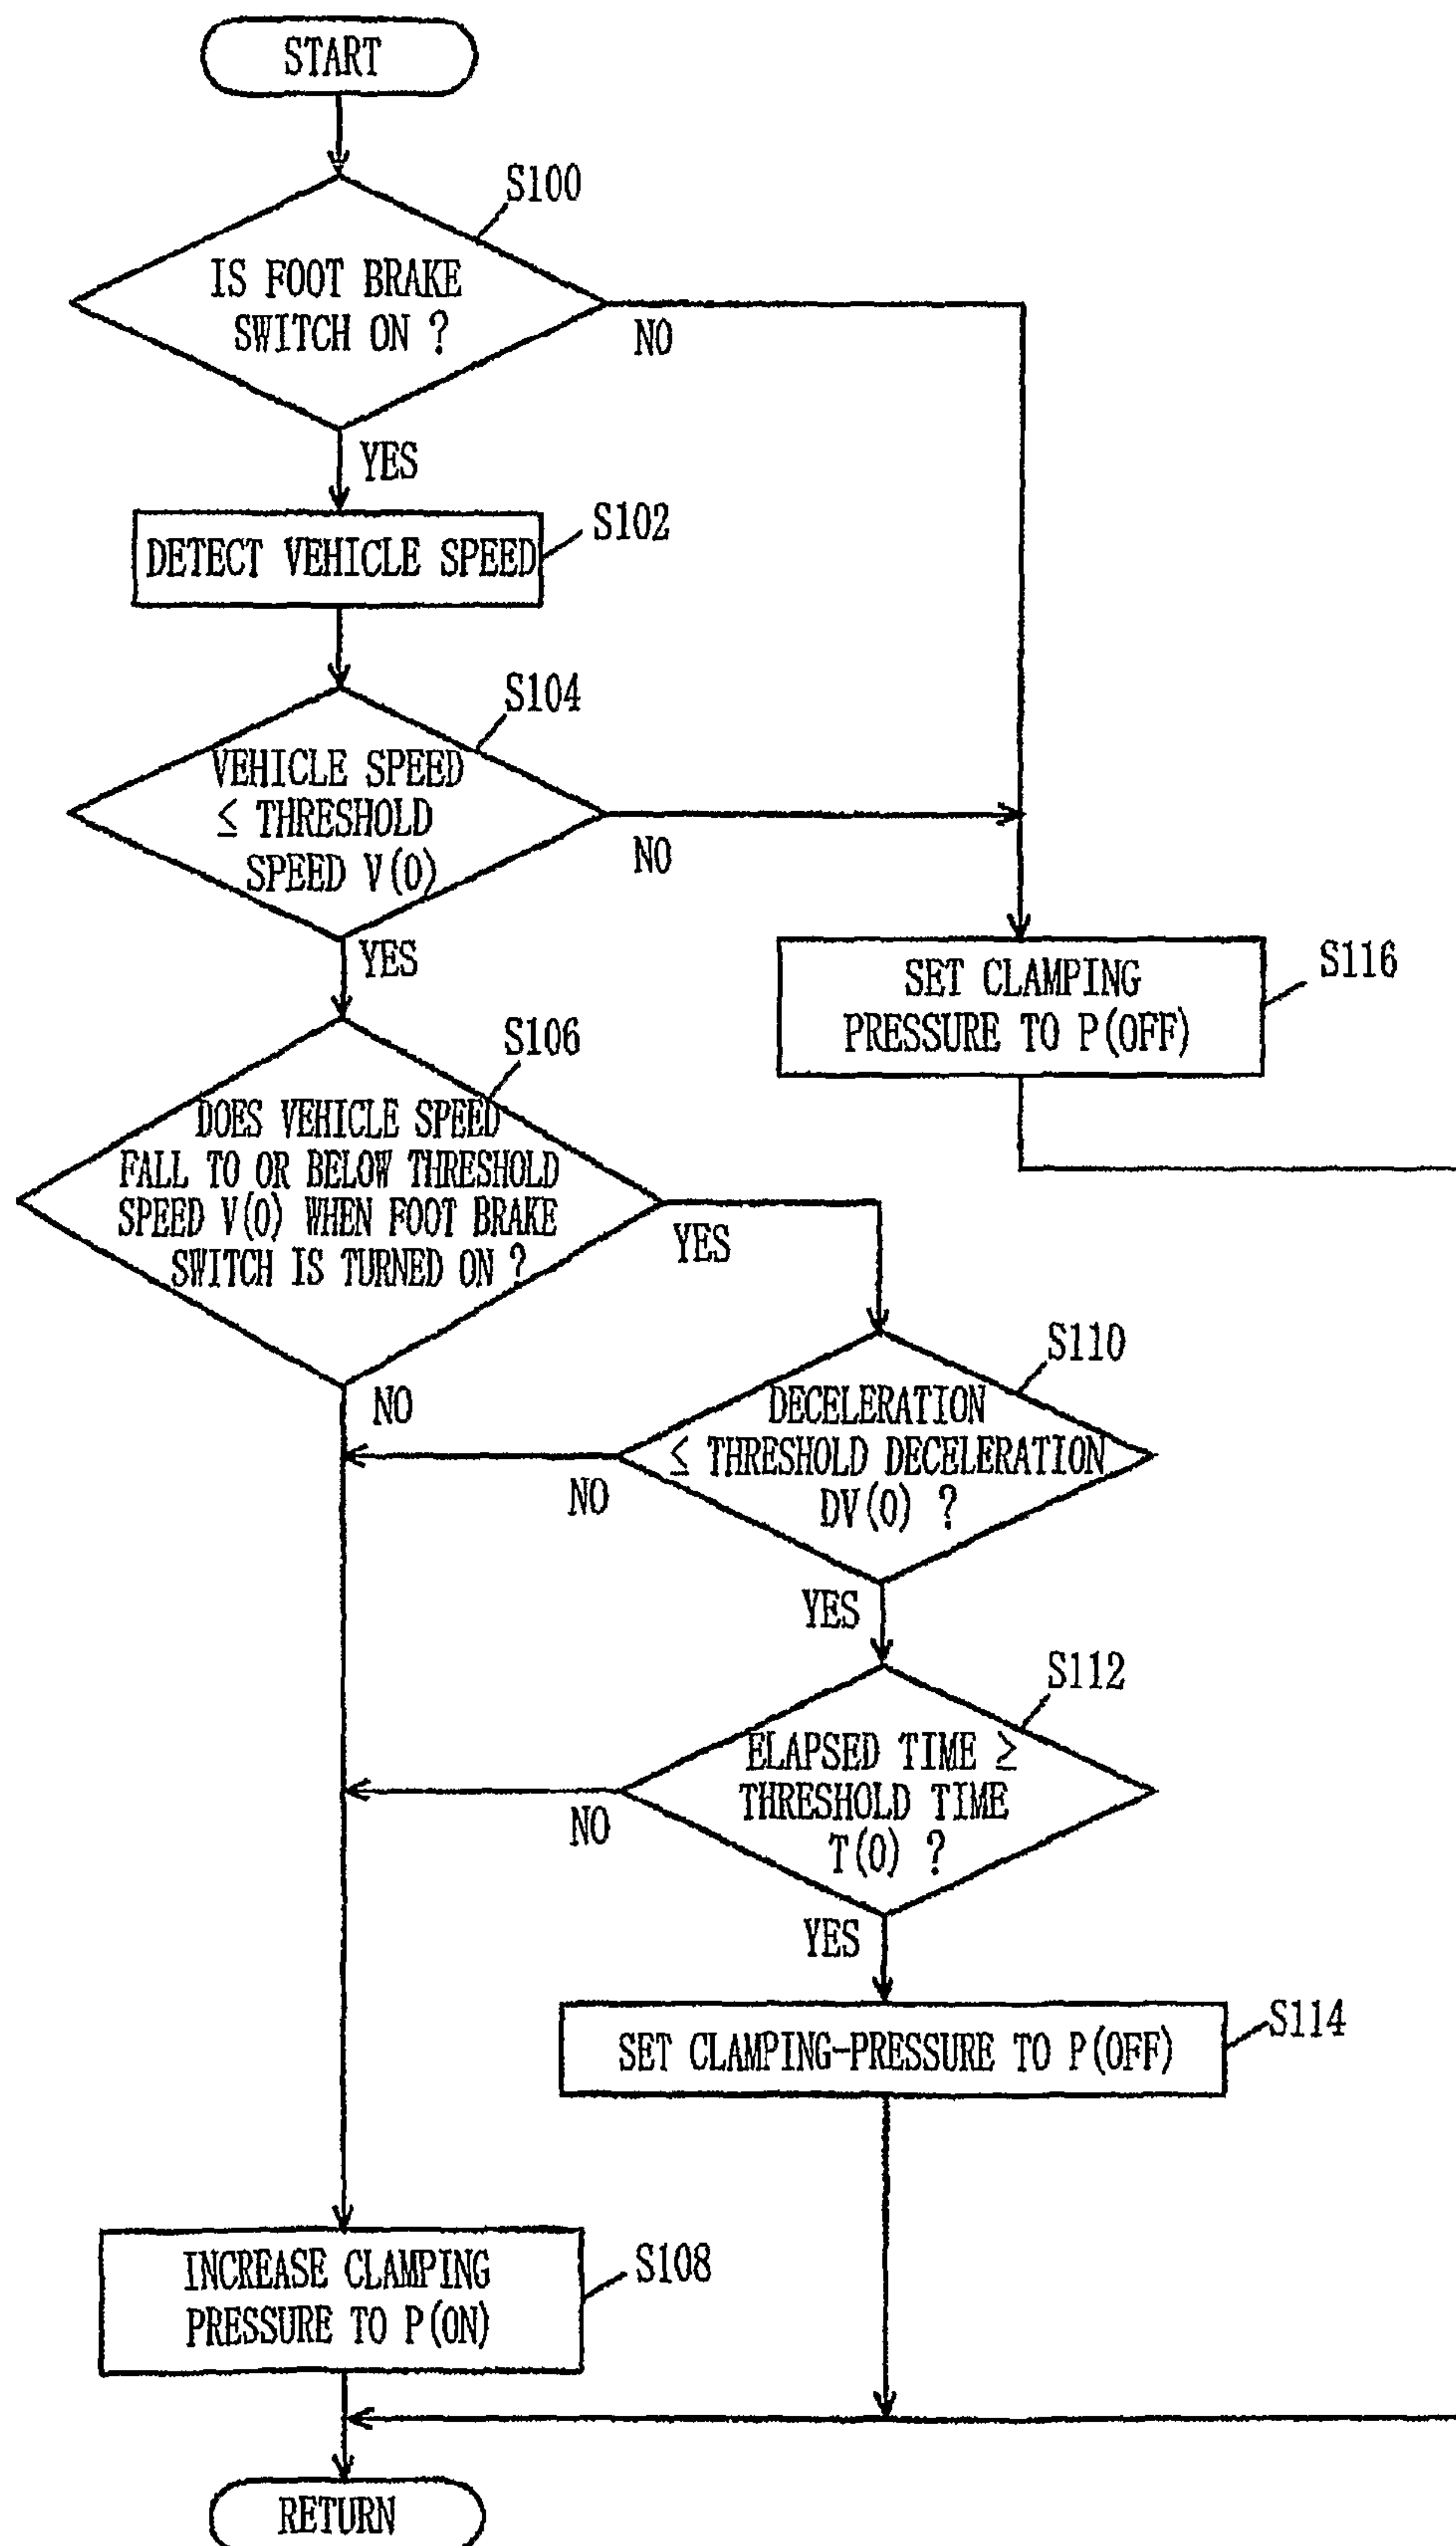 START
S100
IS FOOT BRAKE
SWITCH ON ?
NO
YES
S102
DETECT VEHICLE SPEED
S104
VEHICLE SPEED
≤ THRESHOLD
SPEED V(0)
NO
YES
S116
SET CLAMPING
PRESSURE TO P(OFF)
S106
DOES VEHICLE SPEED
FALL TO OR BELOW THRESHOLD
SPEED V(0) WHEN FOOT BRAKE
SWITCH IS TURNED ON ?
YES
NO
S110
DECELERATION
≤ THRESHOLD DECELERATION
DV(0) ?
NO
YES
S112
ELAPSED TIME ≥
THRESHOLD TIME
T(0) ?
NO
YES
S114
SET CLAMPING-PRESSURE TO P(OFF)
S108
INCREASE CLAMPING
PRESSURE TO P(ON)
RETURN